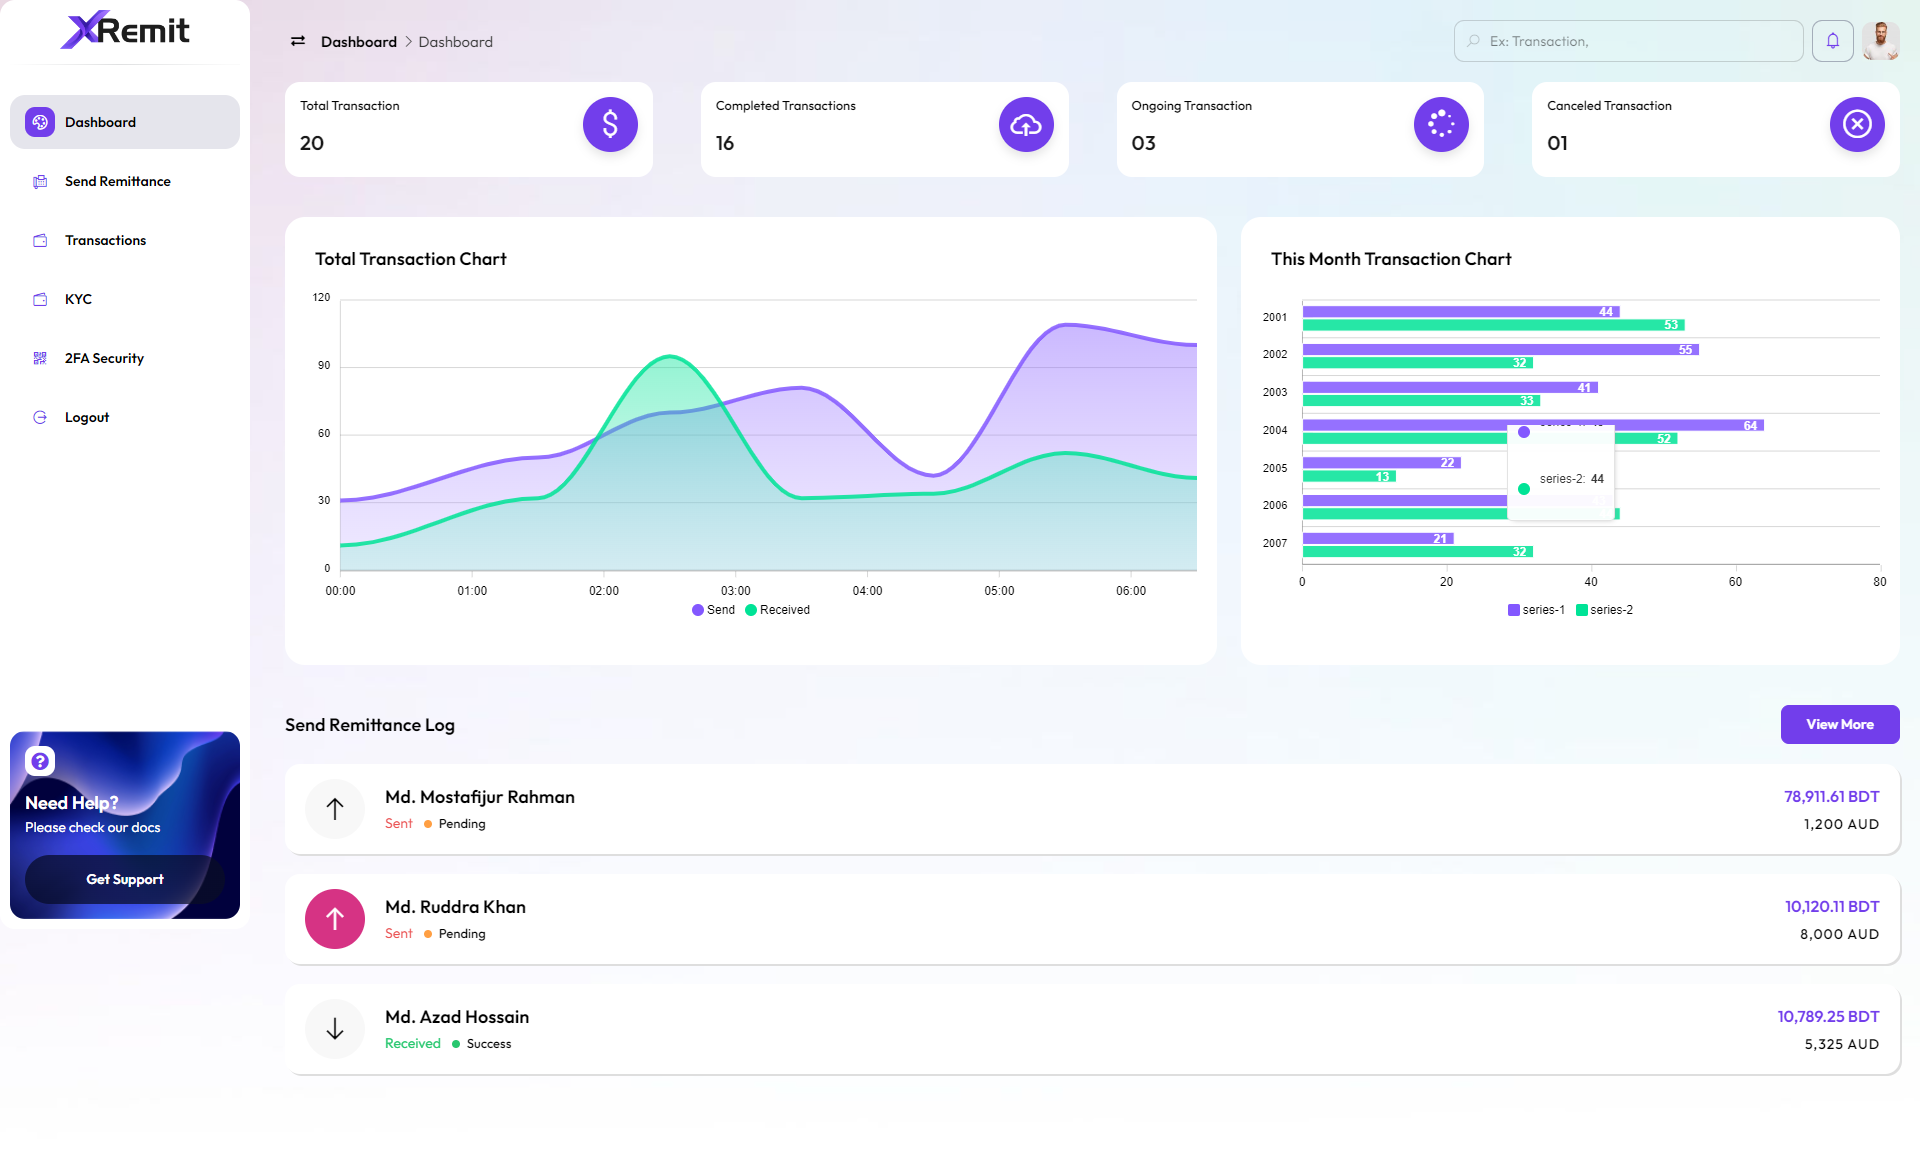 XRemit
Dashboard
Send Remittance
Transactions
KYC
2FA Security
Logout
Need Help?
Please check our docs
Get Support
Dashboard > Dashboard
Ex: Transaction,
Total Transaction
20
Completed Transactions
16
Ongoing Transaction
03
Canceled Transaction
01
Total Transaction Chart
120
90
60
30
0
00:00 01:00 02:00 03:00 04:00 05:00 06:00
Send Received
This Month Transaction Chart
2001 44
53
2002 55
32
2003 41
33
2004 64
52
2005 22
13
series-2: 44
2006
2007 21
32
0 20 40 60 80
series-1 series-2
Send Remittance Log
View More
Md. Mostafijur Rahman
78,911.61 BDT
Sent Pending
1,200 AUD
Md. Ruddra Khan
10,120.11 BDT
Sent Pending
8,000 AUD
Md. Azad Hossain
10,789.25 BDT
Received Success
5,325 AUD